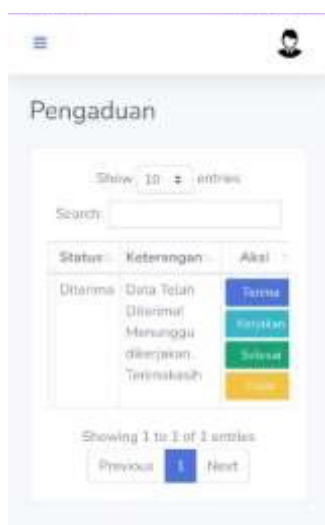 Pengaduan
Show 10 entries
Search:
Status Keterangan Aksi
Diterima Data Telah Terima
Diterima! Kerjakan
Menunggu
dikerjakan. Selesai
Terimakasih
Showing 1 to 1 of 1 entries
Previous 1 Next